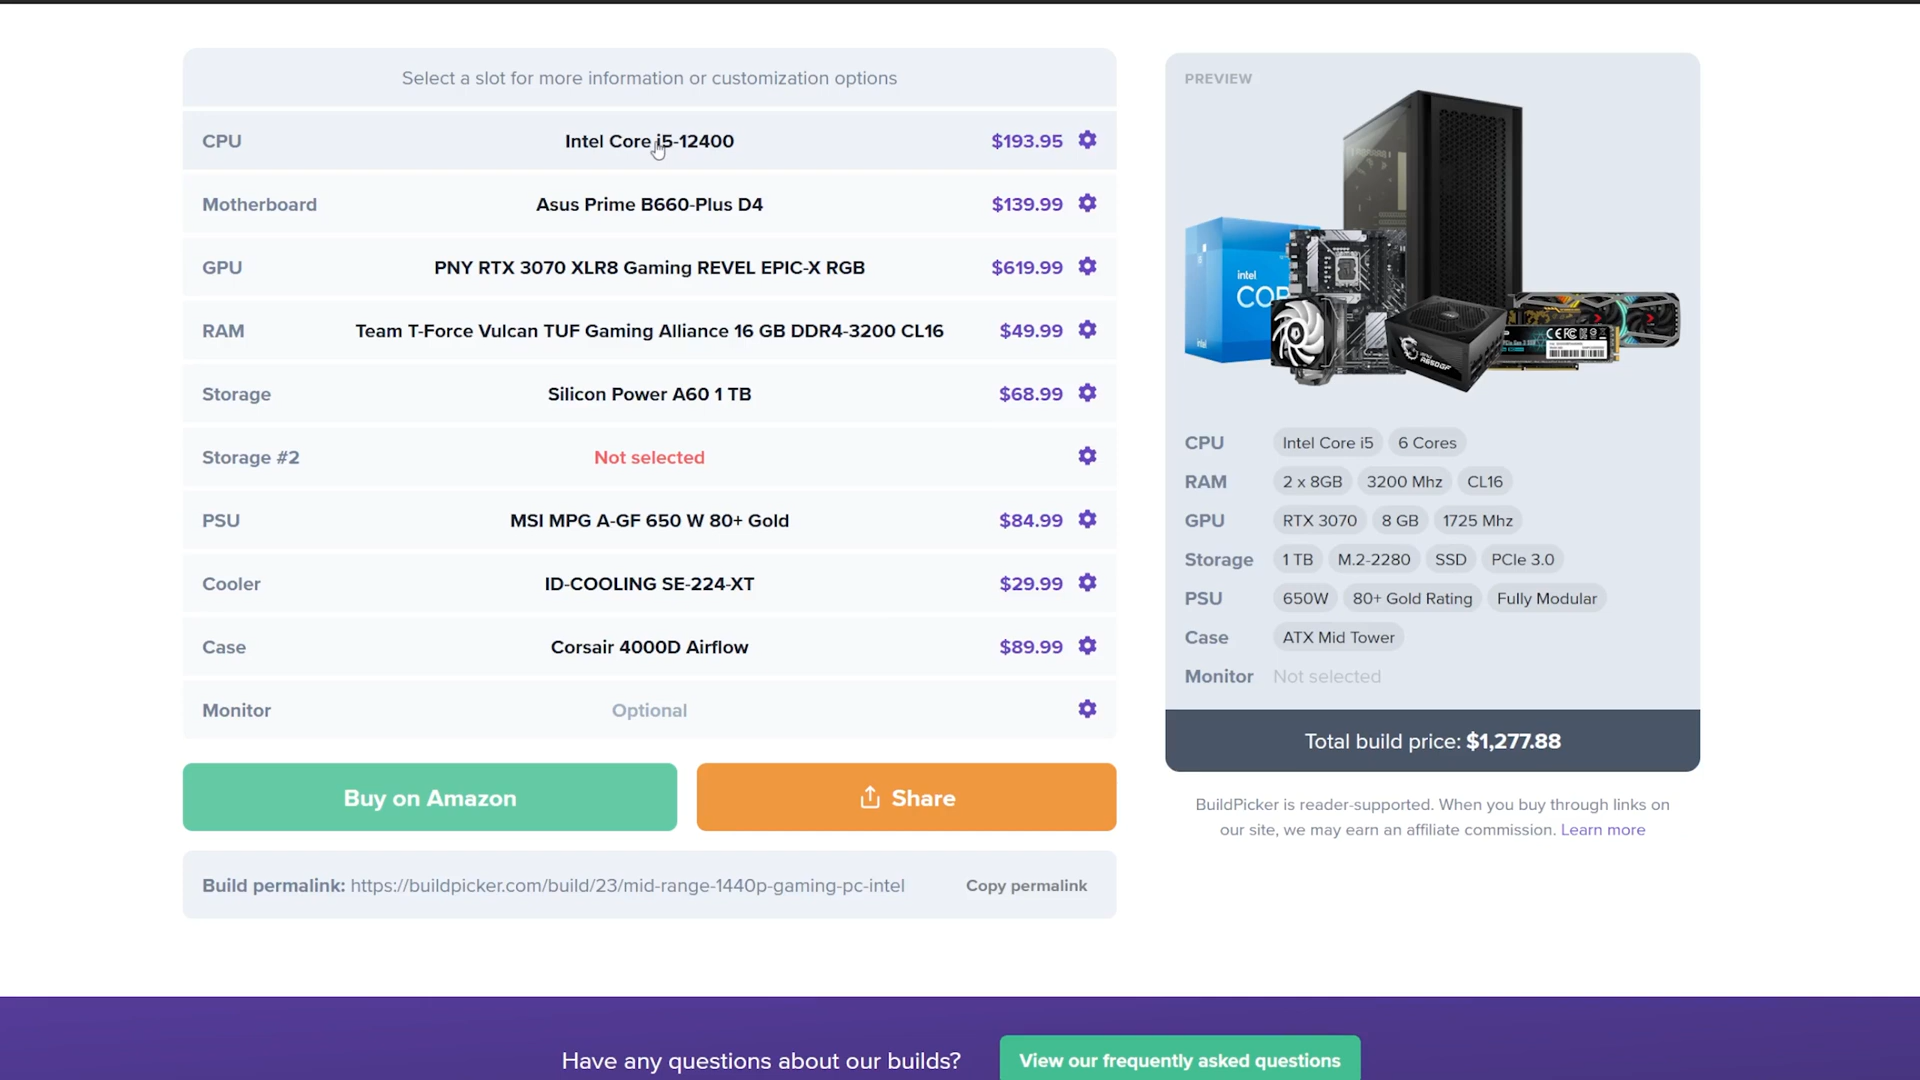 Select a slot for more information or customization options
CPU Intel Core i5-12400 $193.95
Motherboard Asus Prime B660-Plus D4 $139.99
GPU PNY RTX 3070 XLR8 Gaming REVEL EPIC-X RGB $619.99
RAM Team T-Force Vulcan TUF Gaming Alliance 16 GB DDR4-3200 CL16 $49.99
Storage Silicon Power A60 1 TB $68.99
Storage #2 Not selected
PSU MSI MPG A-GF 650 W 80+ Gold $84.99
Cooler ID-COOLING SE-224-XT $29.99
Case Corsair 4000D Airflow $89.99
Monitor Optional
Buy on Amazon
Share
Build permalink: https://buildpicker.com/build/23/mid-range-1440p-gaming-pc-intel Copy permalink
PREVIEW
intel
COR
intel
A650GF
CPU Intel Core i5 6 Cores
RAM 2 x 8GB 3200 Mhz CL16
GPU RTX 3070 8 GB 1725 Mhz
Storage 1 TB M.2-2280 SSD PCIe 3.0
PSU 650W 80+ Gold Rating Fully Modular
Case ATX Mid Tower
Monitor Not selected
Total build price: $1,277.88
BuildPicker is reader-supported. When you buy through links on
our site, we may earn an affiliate commission. Learn more
Have any questions about our builds?
View our frequently asked questions